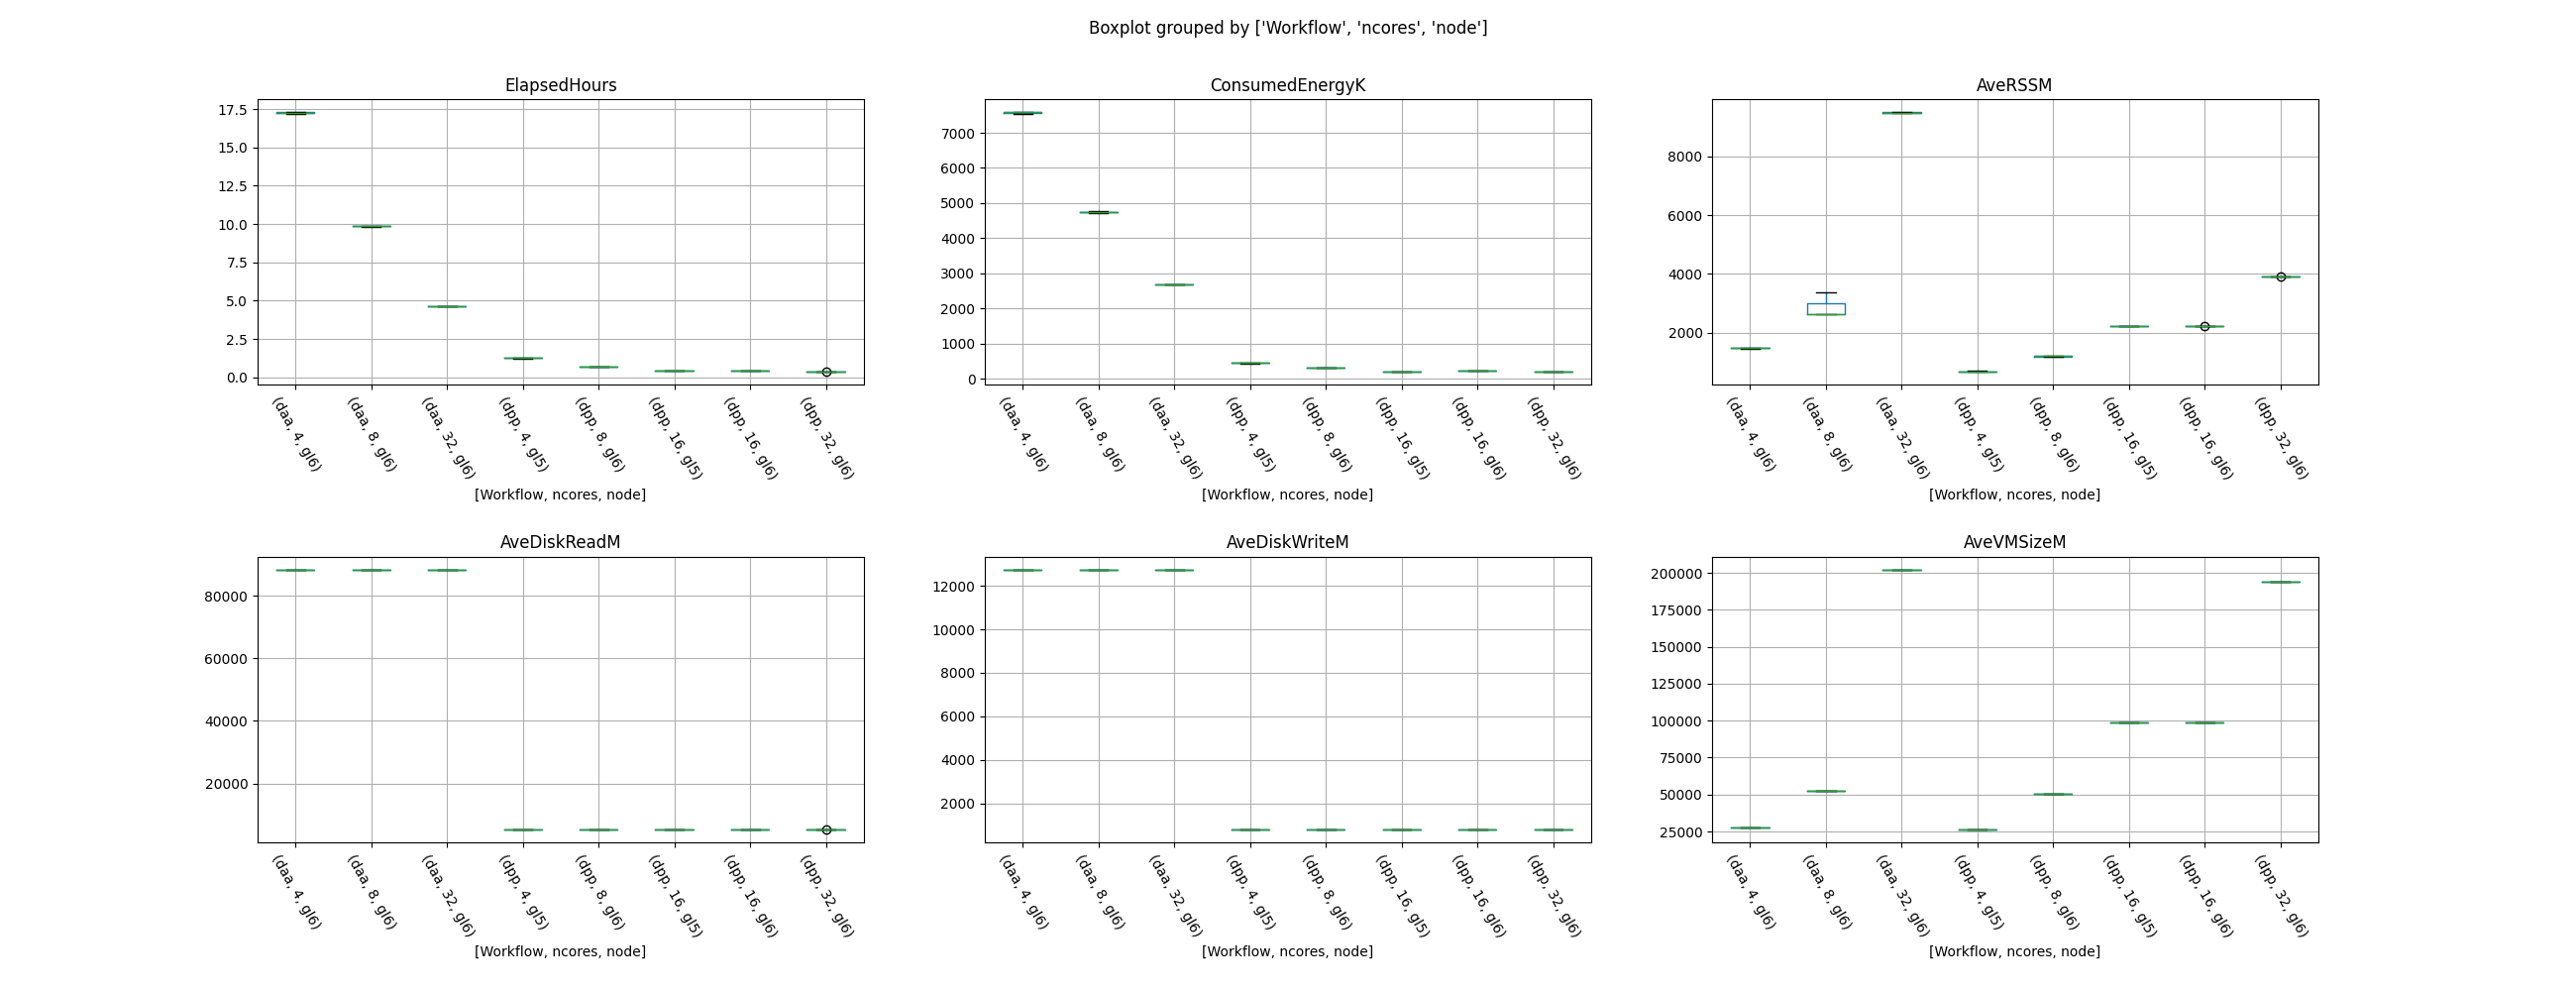 Boxplot grouped by ['Workflow', 'ncores', 'node']
ElapsedHours
17.5
15.0
12.5
10.0
7.5
5.0
2.5
0.0
(daa, 4, gl6)
(daa, 8, gl6)
(daa, 32, gl6)
(dpp, 4, gl5)
(dpp, 8, gl6)
(dpp, 16, gl5)
(dpp, 16, gl6)
(dpp, 32, gl6)
[Workflow, ncores, node]
ConsumedEnergyK
7000
6000
5000
4000
3000
2000
1000
0
(daa, 4, gl6)
(daa, 8, gl6)
(daa, 32, gl6)
(dpp, 4, gl5)
(dpp, 8, gl6)
(dpp, 16, gl5)
(dpp, 16, gl6)
(dpp, 32, gl6)
[Workflow, ncores, node]
AveRSSM
8000
6000
4000
2000
(daa, 4, gl6)
(daa, 8, gl6)
(daa, 32, gl6)
(dpp, 4, gl5)
(dpp, 8, gl6)
(dpp, 16, gl5)
(dpp, 16, gl6)
(dpp, 32, gl6)
[Workflow, ncores, node]
AveDiskReadM
80000
60000
40000
20000
(daa, 4, gl6)
(daa, 8, gl6)
(daa, 32, gl6)
(dpp, 4, gl5)
(dpp, 8, gl6)
(dpp, 16, gl5)
(dpp, 16, gl6)
(dpp, 32, gl6)
[Workflow, ncores, node]
AveDiskWriteM
12000
10000
8000
6000
4000
2000
(daa, 4, gl6)
(daa, 8, gl6)
(daa, 32, gl6)
(dpp, 4, gl5)
(dpp, 8, gl6)
(dpp, 16, gl5)
(dpp, 16, gl6)
(dpp, 32, gl6)
[Workflow, ncores, node]
AveVMSizeM
200000
175000
150000
125000
100000
75000
50000
25000
(daa, 4, gl6)
(daa, 8, gl6)
(daa, 32, gl6)
(dpp, 4, gl5)
(dpp, 8, gl6)
(dpp, 16, gl5)
(dpp, 16, gl6)
(dpp, 32, gl6)
[Workflow, ncores, node]